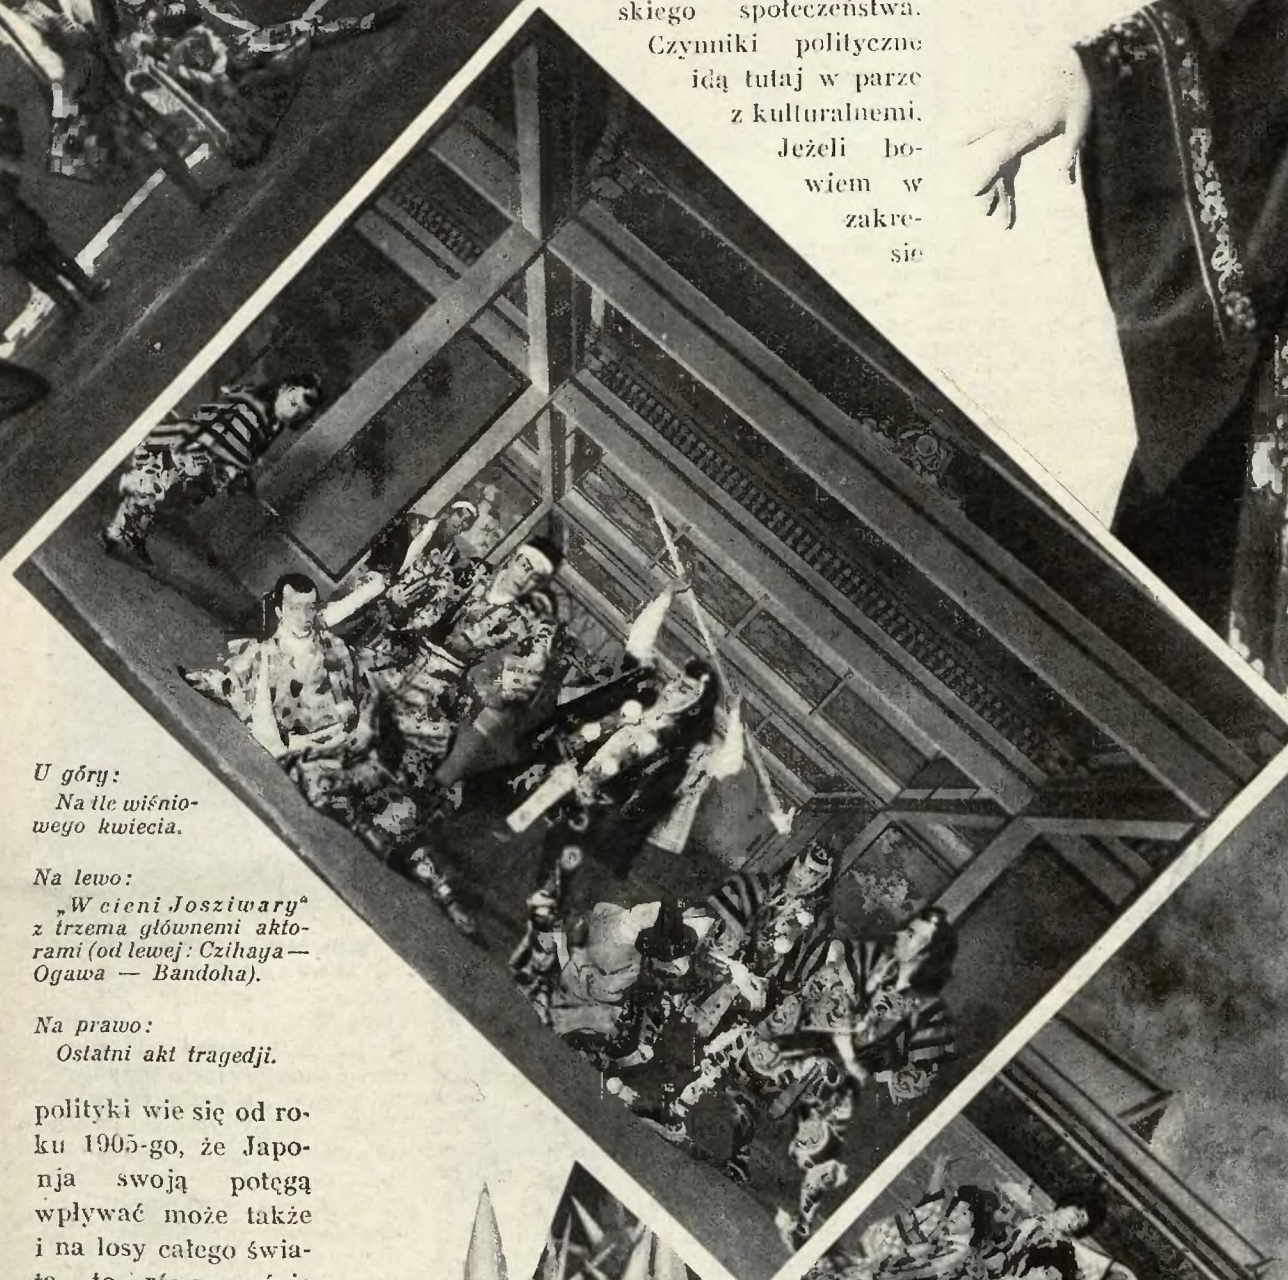 skiego społeczeństwa.
Czynniki polityczne
idą tutaj w parze
z kulturalnemi.
Jeżeli bo-
wiem w
zakre-
sie
U góry:
Na tle wiśnio-
wego kwiecia.
Na lewo:
„W cieni Josziwary“
z trzema głównemi akto-
rami (od lewej: Czihaya—
Ogawa — Bandoha).
Na prawo:
Ostatni akt tragedji.
polityki wie się od ro-
ku 1905-go, że Japo-
nja swoją potęgą
wpływać może także
i na losy całego świa-